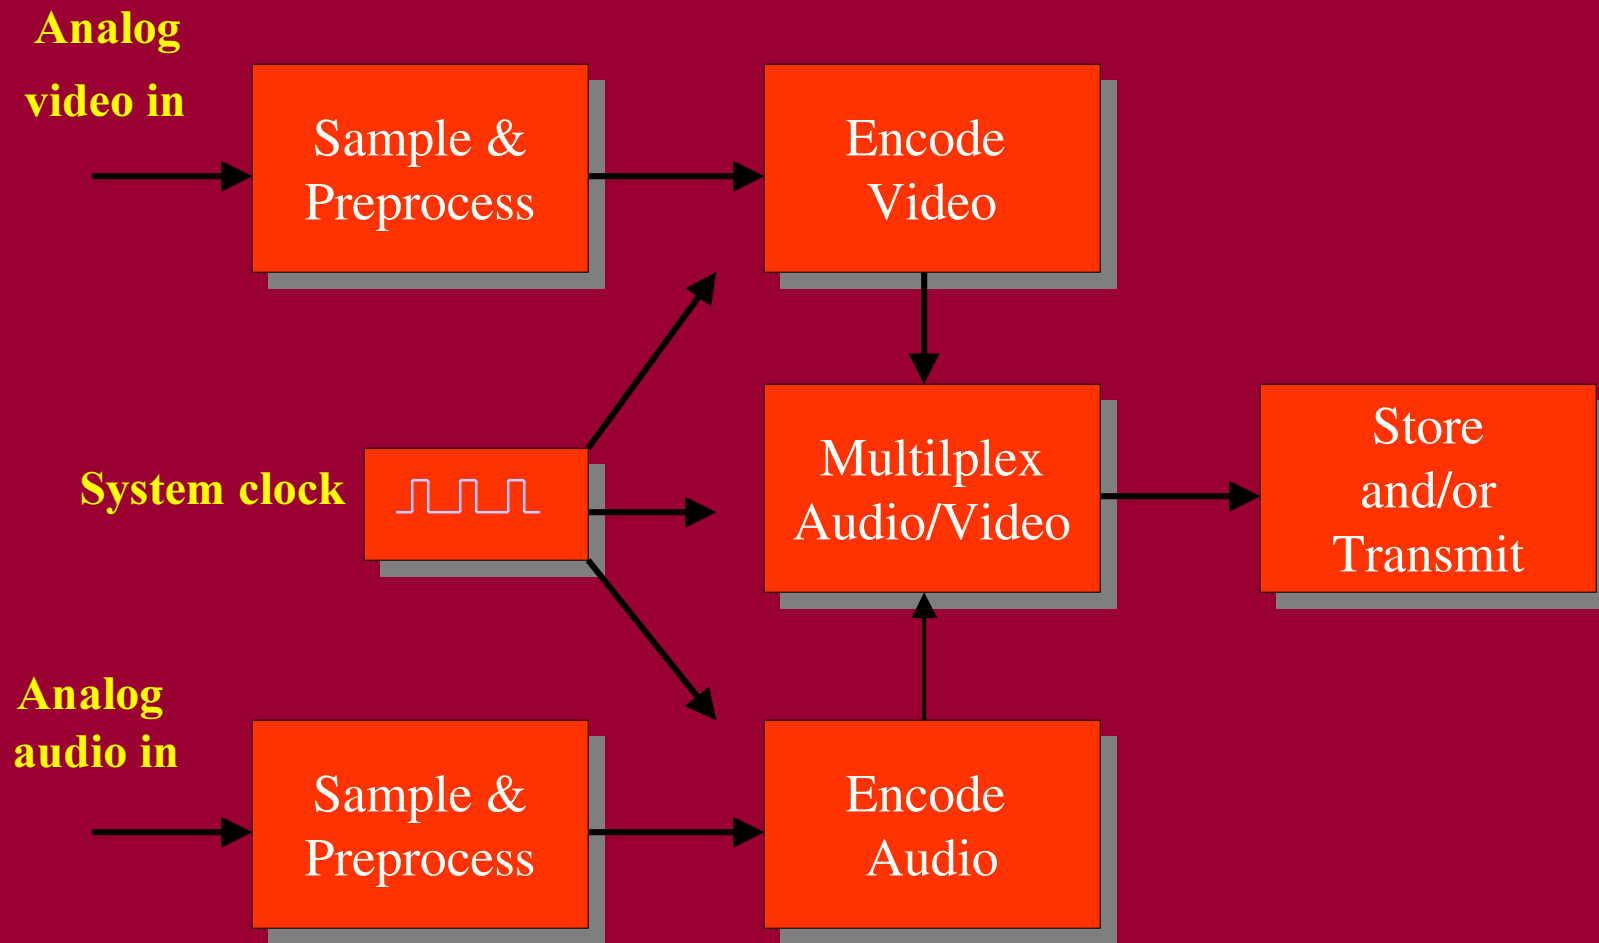 Analog
video in
Sample &
Preprocess
Encode
Video
System clock
Multilplex
Audio/Video
Store
and/or
Transmit
Analog
audio in
Sample &
Preprocess
Encode
Audio